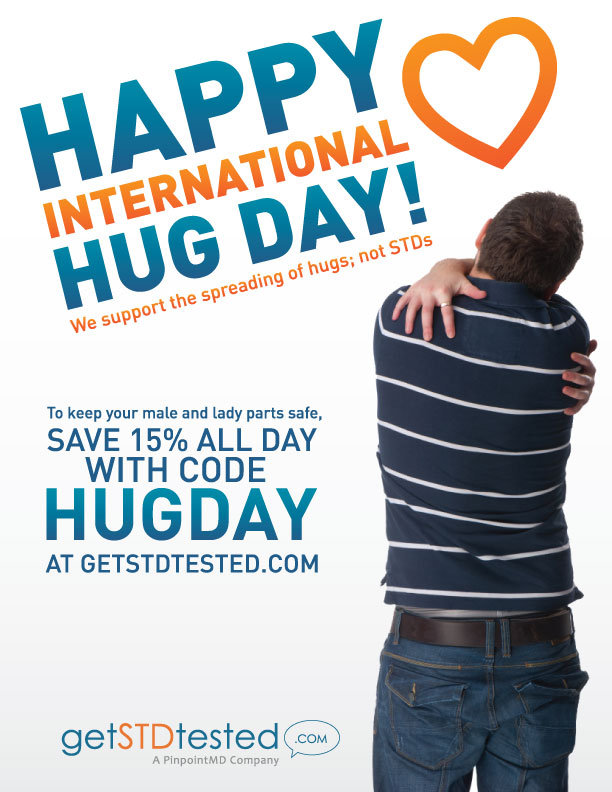 HAPPY
INTERNATIONAL
HUG DAY!
We support the spreading of hugs; not STDs
To keep your male and lady parts safe,
SAVE 15% ALL DAY
WITH CODE
HUGDAY
AT GETSTDTESTED.COM
getSTDtested .COM
A PinpointMD Company